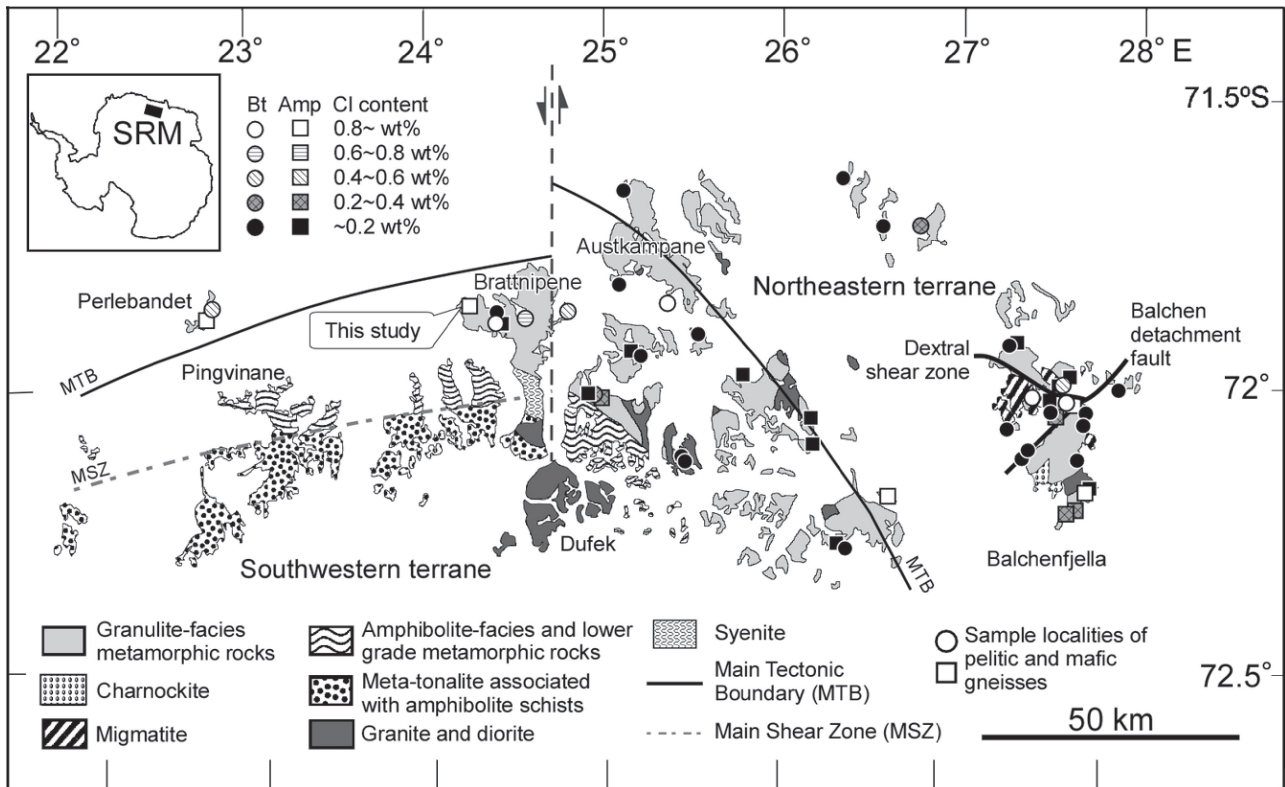 22°
23°
24°
25°
26°
27°
28° E
71.5°S
72°
72.5°
SRM
Bt Amp Cl content
0.8~ wt%
0.6~0.8 wt%
0.4~0.6 wt%
0.2~0.4 wt%
~0.2 wt%
Austkampane
Brattnipene
Northeastern terrane
Perlebandet
This study
Balchen
detachment
fault
Dextral
shear zone
MTB
Pingvinane
MSZ
Dufek
Southwestern terrane
MTB
Balchenfjella
Granulite-facies
metamorphic rocks
Charnockite
Migmatite
Amphibolite-facies and lower
grade metamorphic rocks
Meta-tonalite associated
with amphibolite schists
Granite and diorite
Syenite
Main Tectonic
Boundary (MTB)
Main Shear Zone (MSZ)
Sample localities of
pelitic and mafic
gneisses
50 km